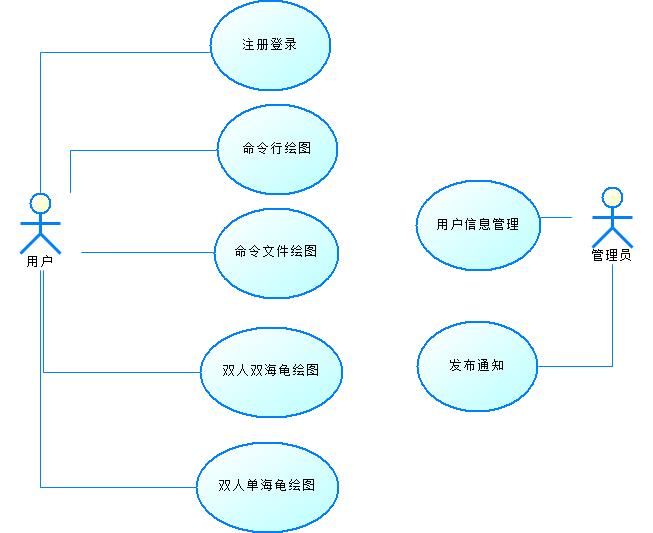 注册登录
命令行绘图
命令文件绘图
用户
双人双海龟绘图
双人单海龟绘图
用户信息管理
管理员
发布通知